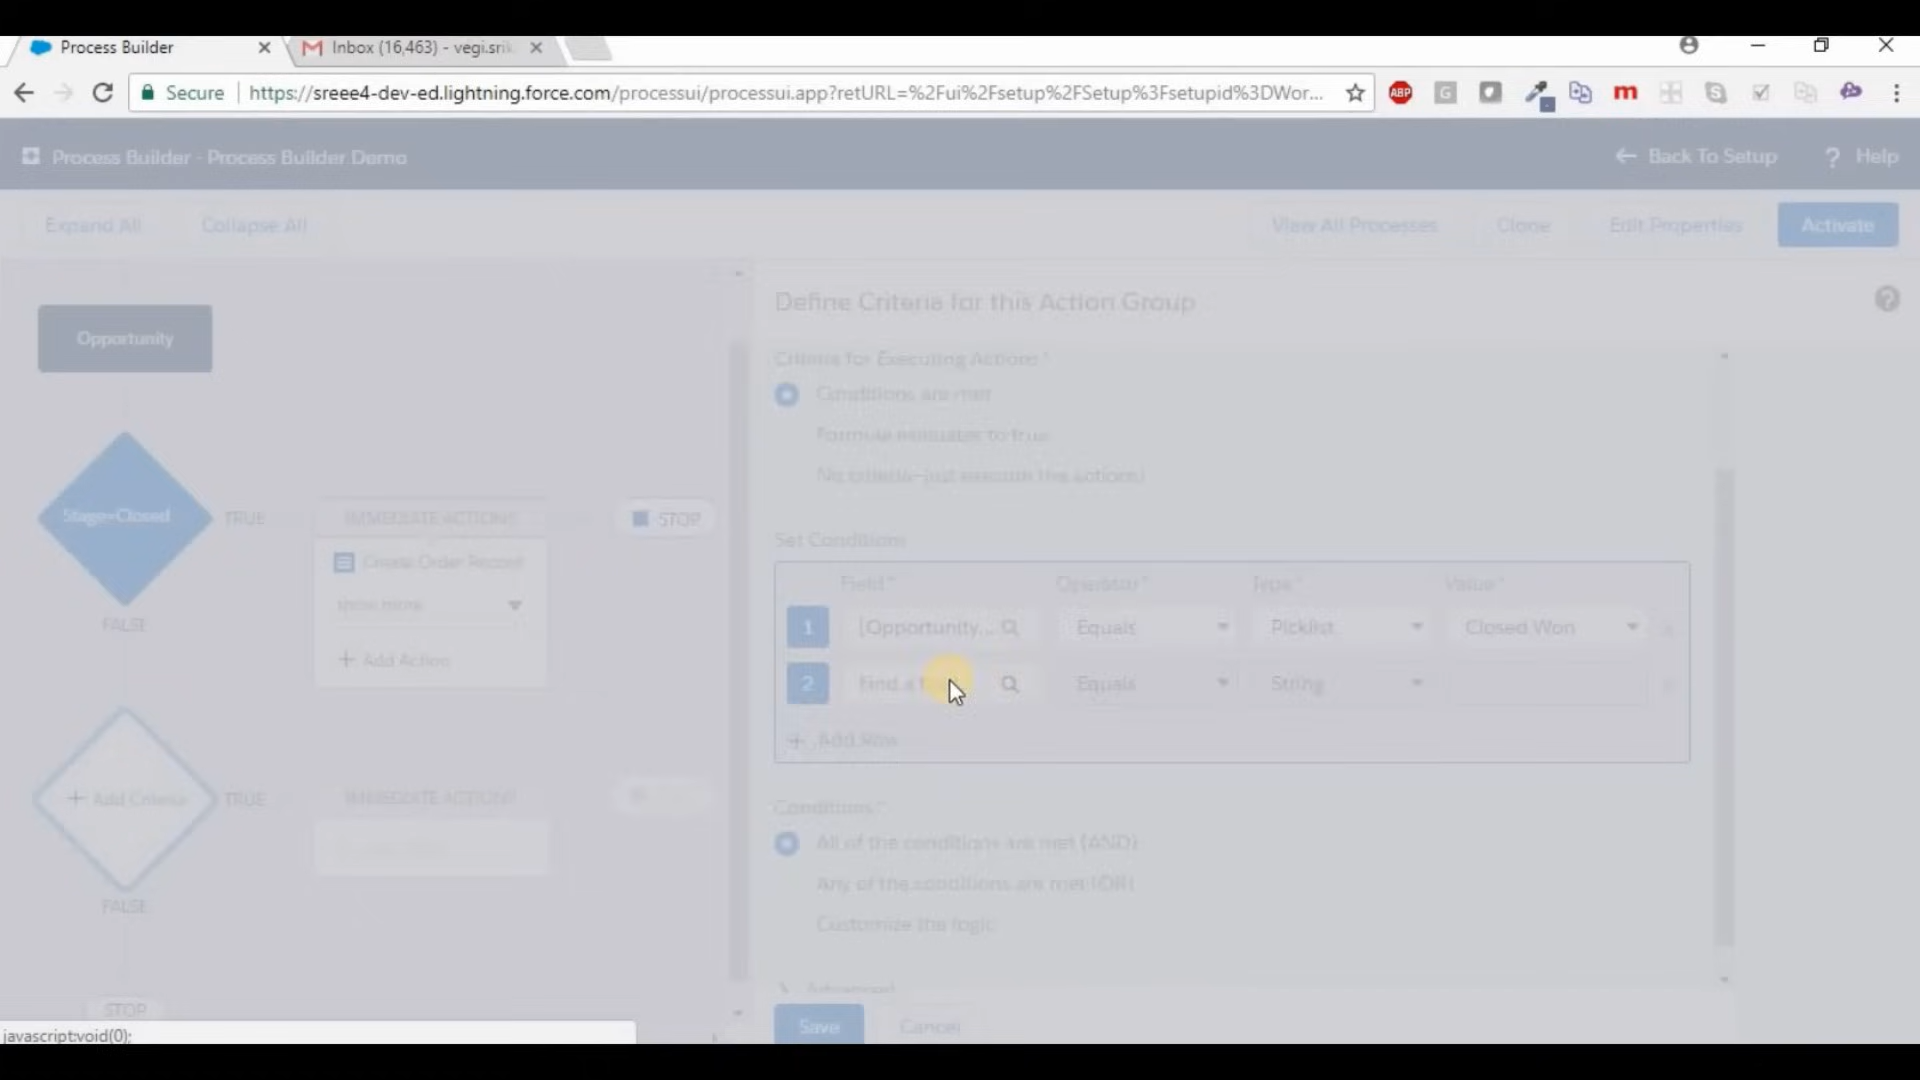 Process Builder
Inbox (16,463) - vegi.srik
Secure
https://sreee4-dev-ed.lightning.force.com/processui/processui.app?retURL=%2Fui%2Fsetup%2FSetup%3Fsetupid%3DWor...
ABP
G
m
Process Builder - Process Builder Demo
Back To Setup
? Help
Expand All
Collapse All
View All Processes
Clone
Edit Properties
Activate
Opportunity
Define Criteria for this Action Group
?
Criteria for Executing Actions *
Conditions are met
Formula evaluates to true
No criteria—just execute the actions!
Stage=Closed
TRUE
IMMEDIATE ACTIONS
STOP
Create Order Record
show more
+ Add Action
FALSE
Set Conditions
Field *
Operator *
Type *
Value *
1
[Opportunity...
Equals
Picklist
Closed Won
2
Find a
Equals
String
+ Add Row
+ Add Criteria
TRUE
IMMEDIATE ACTIONS
FALSE
Conditions *
All of the conditions are met (AND)
Any of the conditions are met (OR)
Customize the logic
Advanced
STOP
Save
Cancel
javascript:void(0);